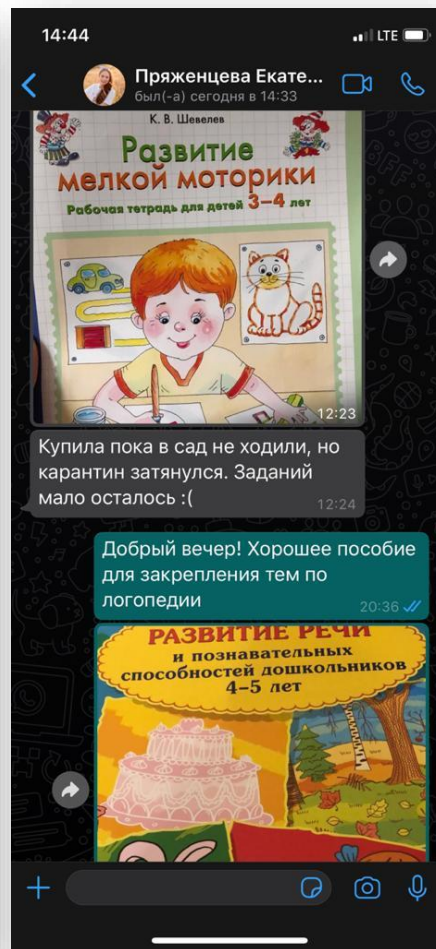 14:44
LTE
Пряженцева Екате...
был(-а) сегодня в 14:33
К. В. Шевелев
Развитие
мелкой моторики
Рабочая тетрадь для детей 3–4 лет
12:23
Купила пока в сад не ходили, но
карантин затянулся. Заданий
мало осталось :(
12:24
Добрый вечер! Хорошее пособие
для закрепления тем по
логопедии
20:36
РАЗВИТИЕ РЕЧИ
и познавательных
способностей дошкольников
4–5 лет